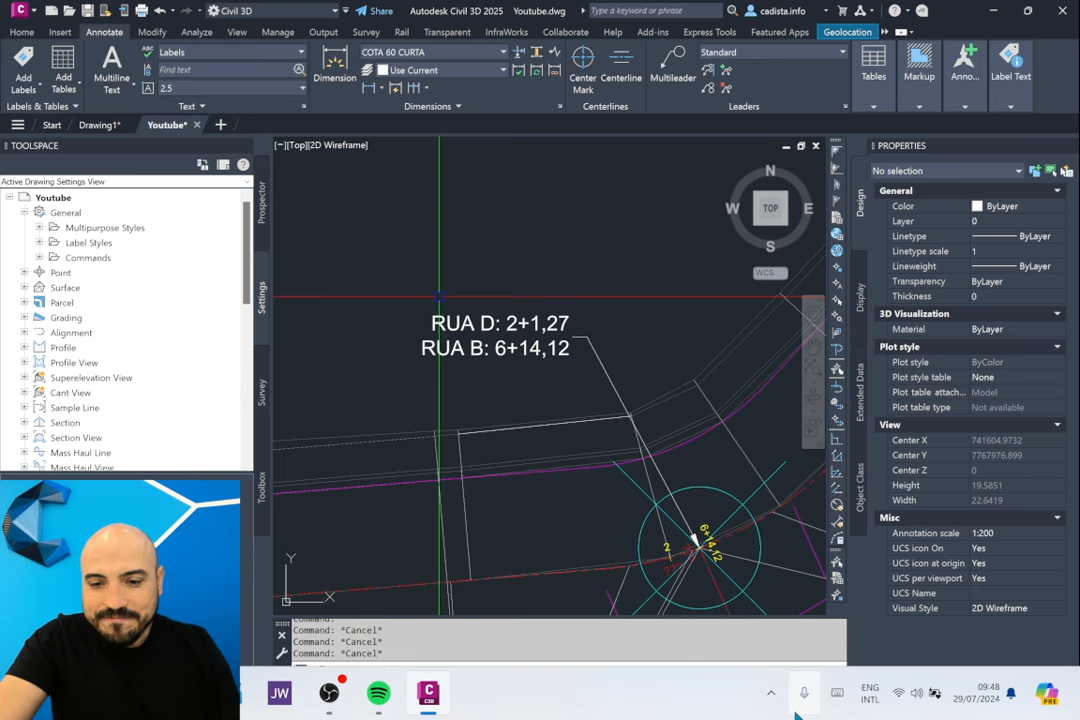 Civil 3D
Share
Autodesk Civil 3D 2025
Youtube.dwg
Type a keyword or phrase
cadista.info
Home
Insert
Annotate
Modify
Analyze
View
Manage
Output
Survey
Rail
Transparent
InfraWorks
Collaborate
Help
Add-ins
Express Tools
Featured Apps
Geolocation
Add
Labels
Add
Tables
Multiline
Text
Labels
Find text
2.5
Dimension
COTA 60 CURTA
Use Current
Center
Mark
Centerline
Multileader
Standard
Tables
Markup
Anno...
Label Text
Labels & Tables
Text
Dimensions
Centerlines
Leaders
Start
Drawing1*
Youtube*
TOOLSPACE
Active Drawing Settings View
Youtube
General
Multipurpose Styles
Label Styles
Commands
Point
Surface
Parcel
Grading
Alignment
Profile
Profile View
Superelevation View
Cant View
Sample Line
Section
Section View
Mass Haul Line
Mass Haul View
Prospector
Settings
Survey
Toolbox
[−][Top][2D Wireframe]
N
W
TOP
E
S
WCS
RUA D: 2+1,27
RUA B: 6+14,12
6+14,12
2
Y
X
Command:
Command: *Cancel*
Command: *Cancel*
Command: *Cancel*
PROPERTIES
No selection
Design
Display
Extended Data
Object Class
General
Color ByLayer
Layer 0
Linetype ByLayer
Linetype scale 1
Lineweight ByLayer
Transparency ByLayer
Thickness 0
3D Visualization
Material ByLayer
Plot style
Plot style ByColor
Plot style table None
Plot table attach... Model
Plot table type Not available
View
Center X 741604.9732
Center Y 7767976.899
Center Z 0
Height 19.5851
Width 22.6419
Misc
Annotation scale 1:200
UCS icon On Yes
UCS icon at origin Yes
UCS per viewport Yes
UCS Name
Visual Style 2D Wireframe
JW
C
C3D
ENG
INTL
09:48
29/07/2024
PRE